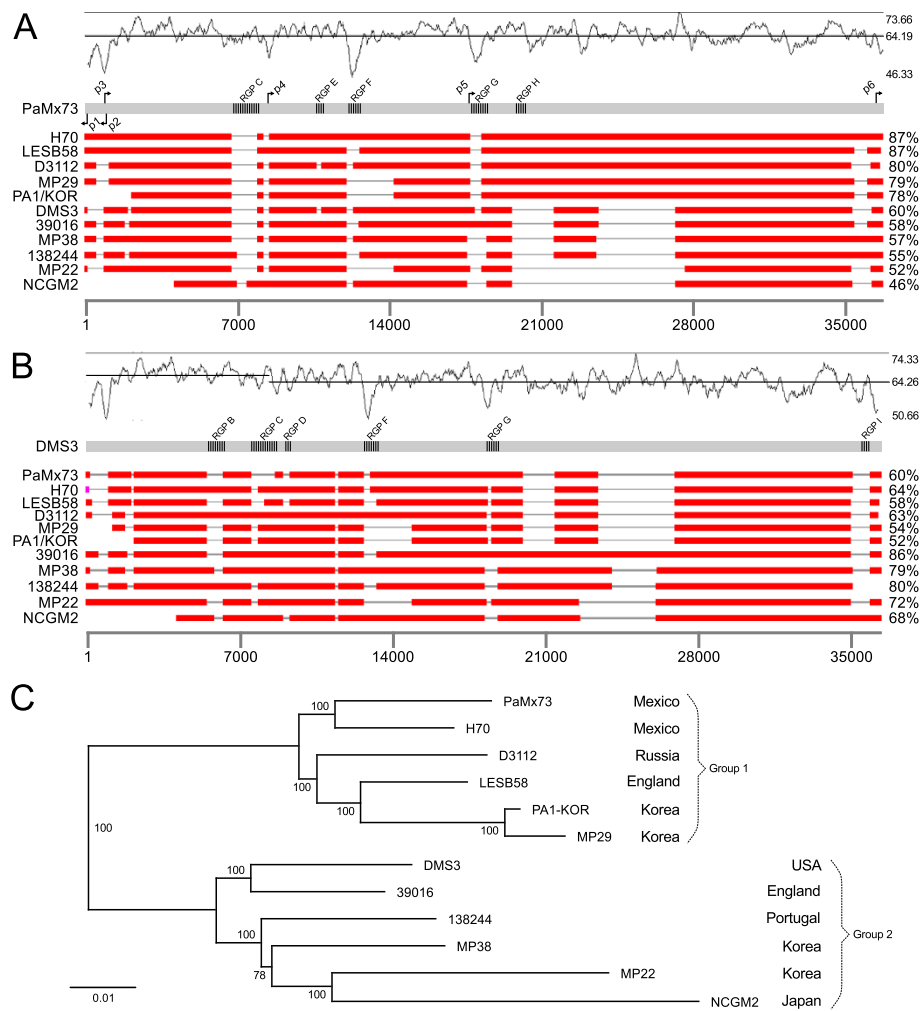 A
73.66
64.19
46.33
p3
RGP C
p4
RGP E
RGP F
p5
RGP G
RGP H
p6
PaMx73
p1
p2
H70 87%
LESB58 87%
D3112 80%
MP29 79%
PA1/KOR 78%
DMS3 60%
39016 58%
MP38 57%
138244 55%
MP22 52%
NCGM2 46%
1 7000 14000 21000 28000 35000
B
74.33
64.26
50.66
RGP B
RGP C
RGP D
RGP F
RGP G
RGP I
DMS3
PaMx73 60%
H70 64%
LESB58 58%
D3112 63%
MP29 54%
PA1/KOR 52%
39016 86%
MP38 79%
138244 80%
MP22 72%
NCGM2 68%
1 7000 14000 21000 28000 35000
C
100 PaMx73 Mexico
H70 Mexico
D3112 Russia
Group 1
100 LESB58 England
100 PA1-KOR Korea
100 MP29 Korea
100
100 DMS3 USA
39016 England
138244 Portugal
100 Group 2
MP38 Korea
78 MP22 Korea
100 NCGM2 Japan
0.01